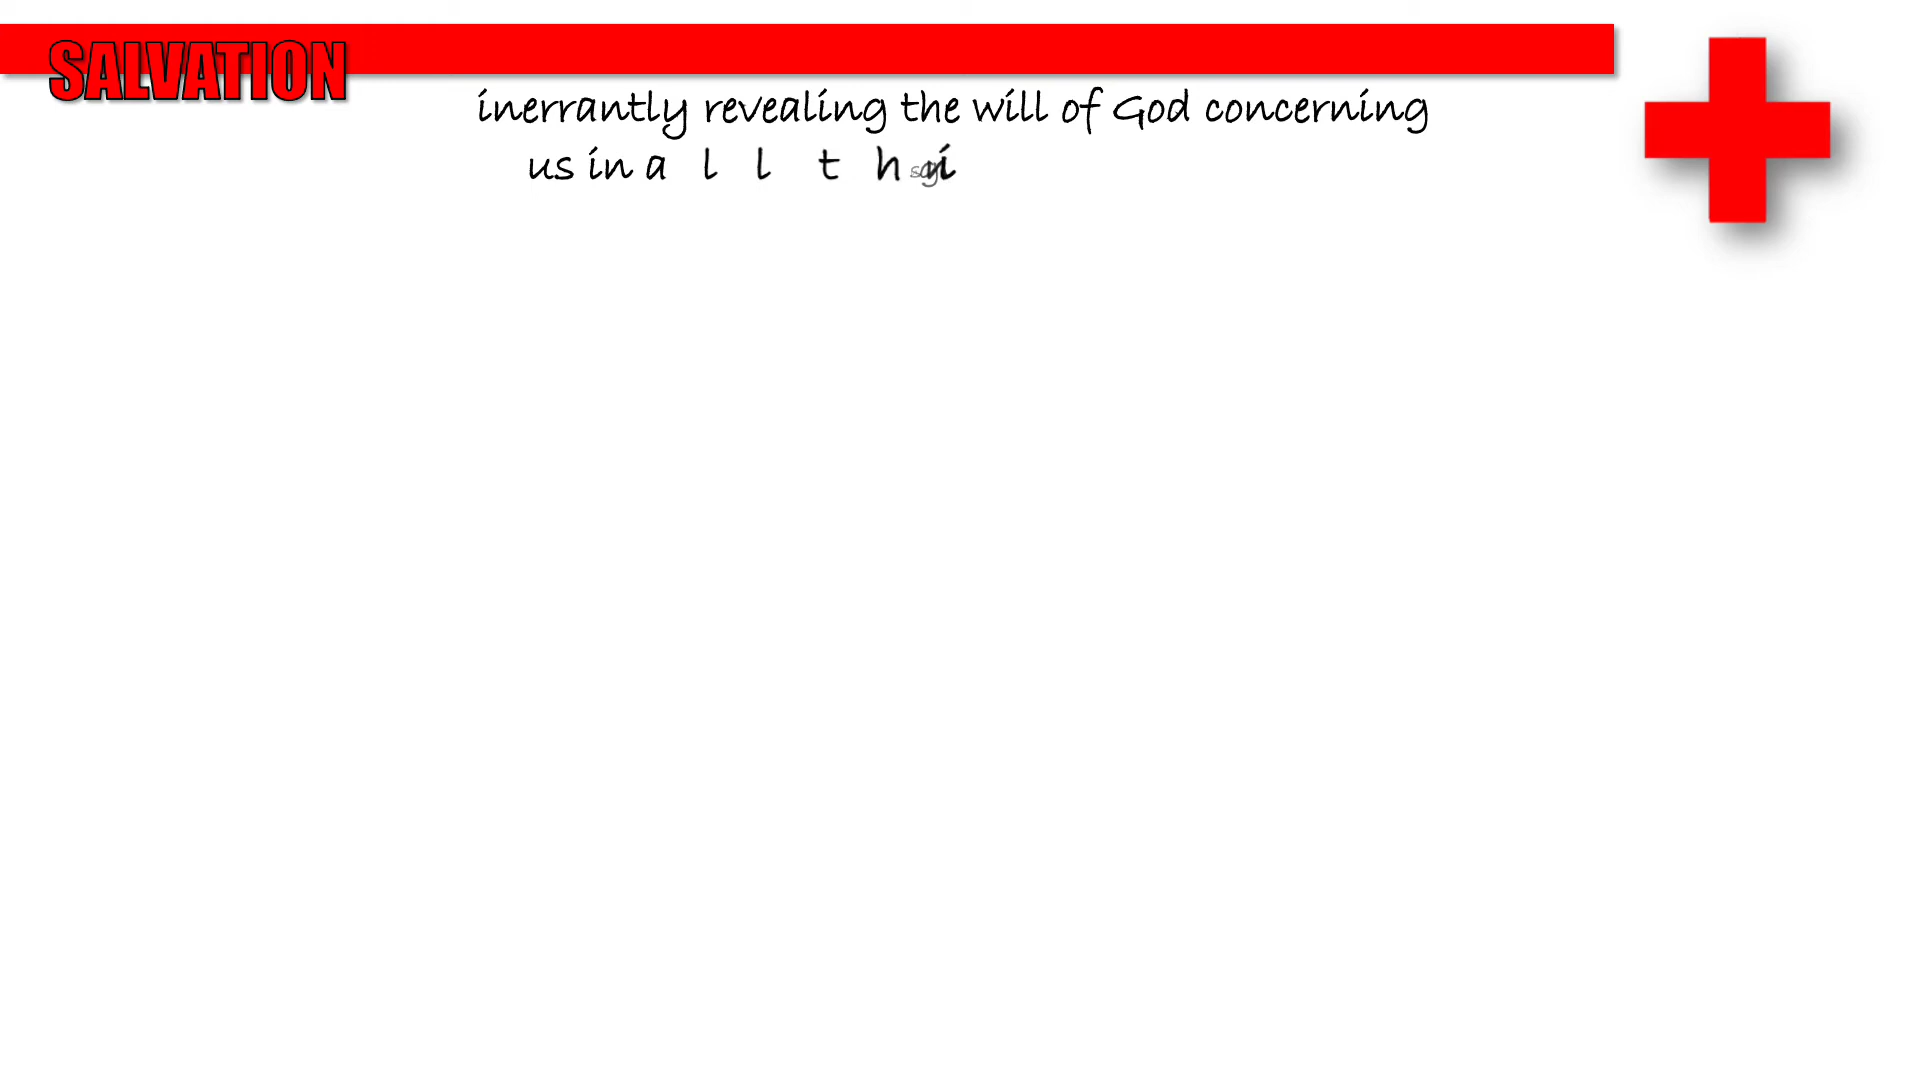 SALVATION
inerrantly revealing the will of God concerning
us in a l l t h i